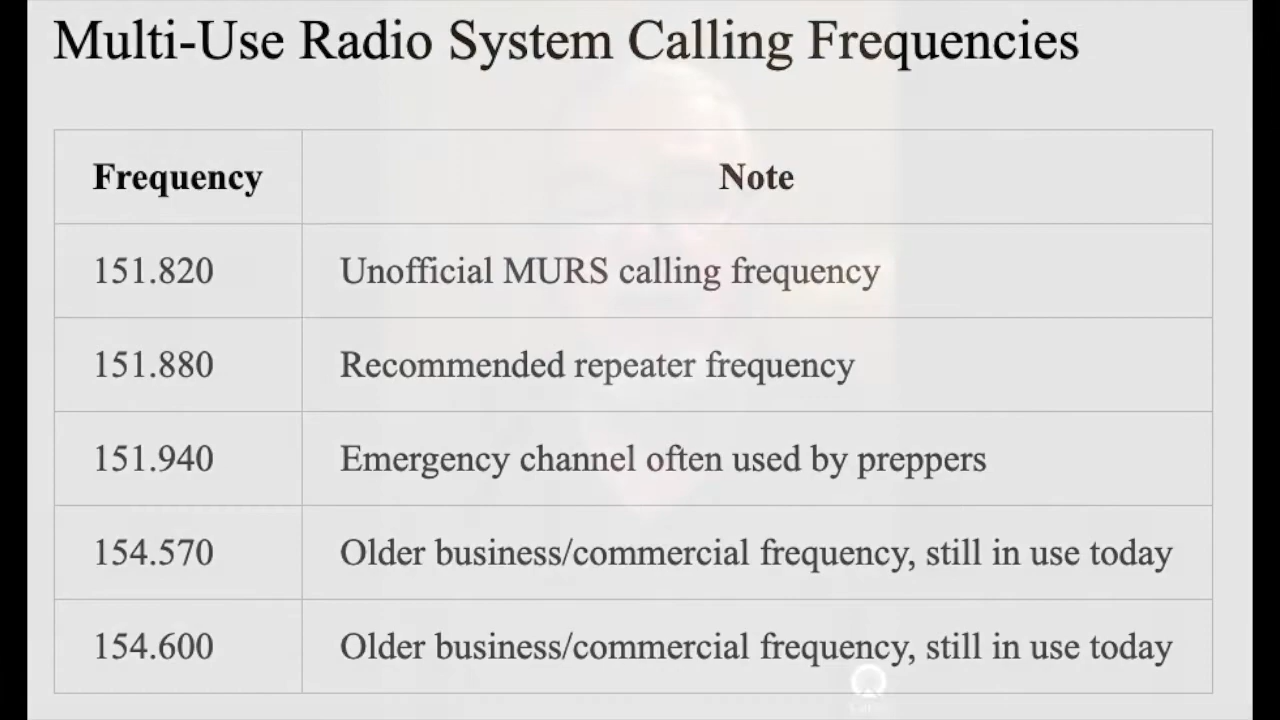 Multi-Use Radio System Calling Frequencies
Frequency Note
151.820 Unofficial MURS calling frequency
151.880 Recommended repeater frequency
151.940 Emergency channel often used by preppers
154.570 Older business/commercial frequency, still in use today
154.600 Older business/commercial frequency, still in use today